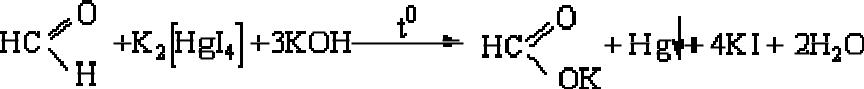 HC=O–H + K₂[HgI₄] + 3KOH —t⁰→ HC=O–OK + Hg↓ + 4KI + 2H₂O